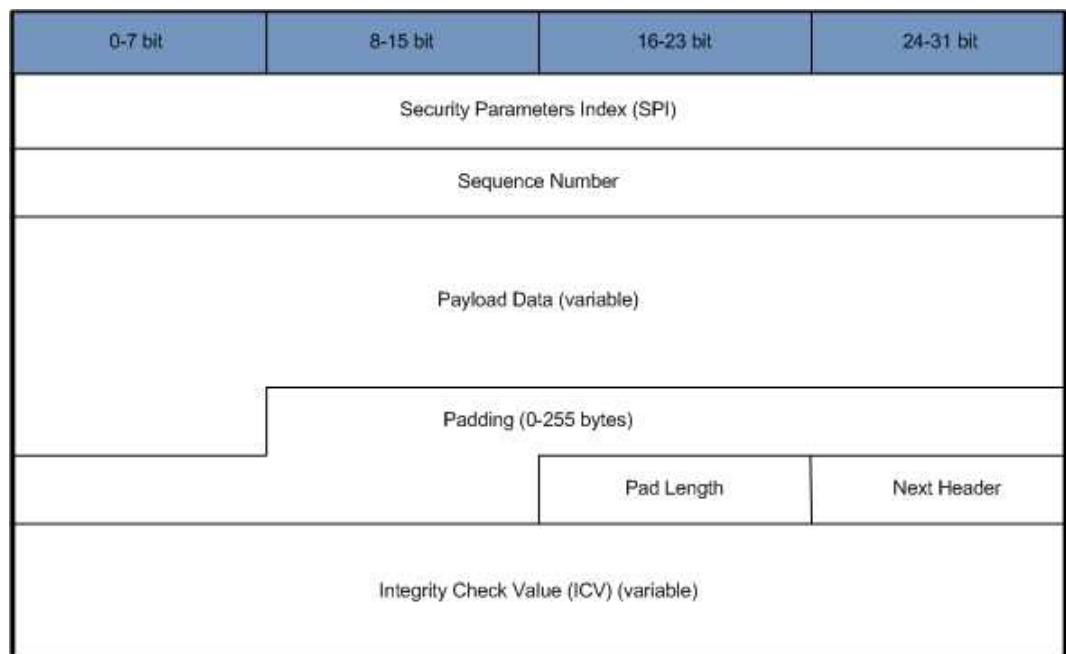 0-7 bit
8-15 bit
16-23 bit
24-31 bit
Security Parameters Index (SPI)
Sequence Number
Payload Data (variable)
Padding (0-255 bytes)
Pad Length
Next Header
Integrity Check Value (ICV) (variable)